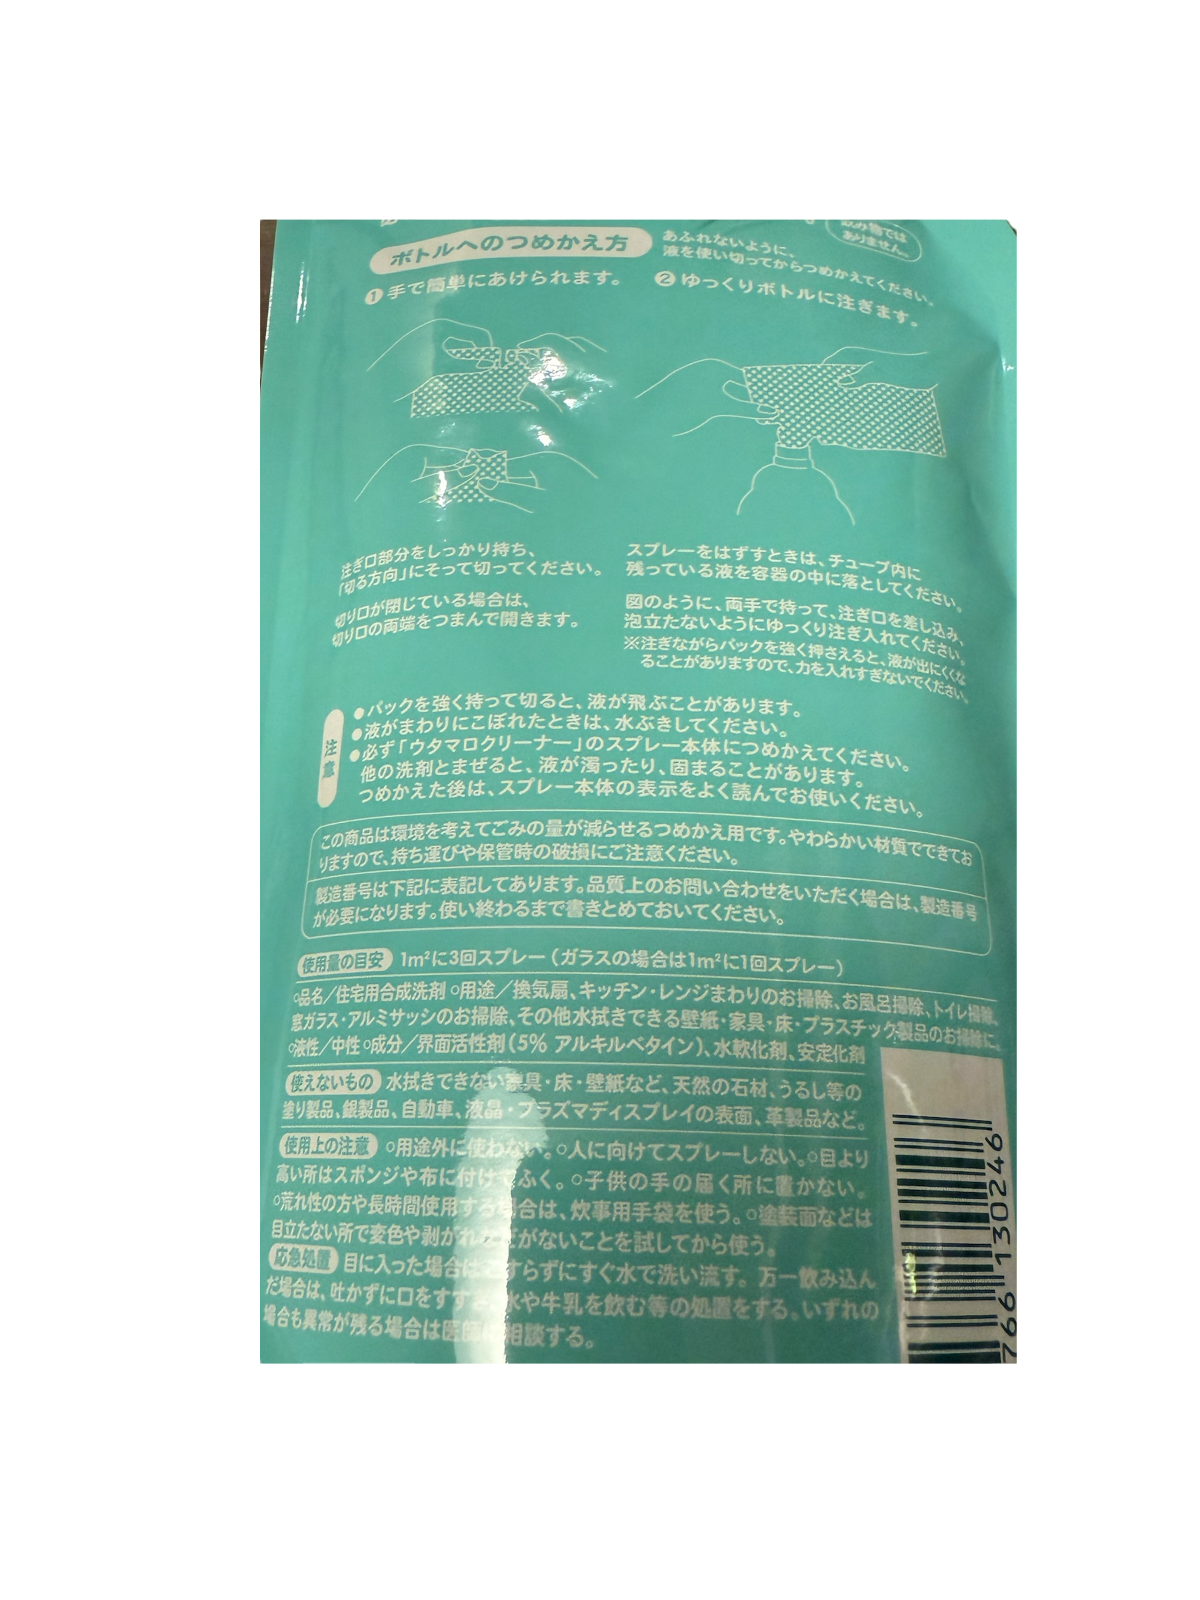 飲み物では
ありません。
ボトルへのつめかえ方
あふれないように、
液を使い切ってからつめかえてください。
❶手で簡単にあけられます。
❷ゆっくりボトルに注ぎます。
注ぎ口部分をしっかり持ち、
「切る方向」にそって切ってください。
切り口が閉じている場合は、
切り口の両端をつまんで開きます。
スプレーをはずすときは、チューブ内に
残っている液を容器の中に落としてください。
図のように、両手で持って、注ぎ口を差し込み、
泡立たないようにゆっくり注ぎ入れてください。
※注ぎながらパックを強く押さえると、液が出にくくな
ることがありますので、力を入れすぎないでください。
注意
●パックを強く持って切ると、液が飛ぶことがあります。
●液がまわりにこぼれたときは、水ぶきしてください。
●必ず「ウタマロクリーナー」のスプレー本体につめかえてください。
他の洗剤とまぜると、液が濁ったり、固まることがあります。
つめかえた後は、スプレー本体の表示をよく読んでお使いください。
この商品は環境を考えてごみの量が減らせるつめかえ用です。やわらかい材質でできてお
りますので、持ち運びや保管時の破損にご注意ください。
製造番号は下記に表記してあります。品質上のお問い合わせをいただく場合は、製造番号
が必要になります。使い終わるまで書きとめておいてください。
使用量の目安 1m²に3回スプレー（ガラスの場合は1m²に1回スプレー）
○品名／住宅用合成洗剤 ○用途／換気扇、キッチン・レンジまわりのお掃除、お風呂掃除、トイレ掃除、
窓ガラス・アルミサッシのお掃除、その他水拭きできる壁紙・家具・床・プラスチック製品のお掃除に。
○液性／中性 ○成分／界面活性剤（5% アルキルベタイン）、水軟化剤、安定化剤
使えないもの 水拭きできない家具・床・壁紙など、天然の石材、うるし等の
塗り製品、銀製品、自動車、液晶・プラズマディスプレイの表面、革製品など。
使用上の注意 ○用途外に使わない。○人に向けてスプレーしない。○目より
高い所はスポンジや布に付けてふく。○子供の手の届く所に置かない。
○荒れ性の方や長時間使用する場合は、炊事用手袋を使う。○塗装面などは
目立たない所で変色や剥がれなどがないことを試してから使う。
応急処置 目に入った場合はこすらずにすぐ水で洗い流す。万一飲み込ん
だ場合は、吐かずに口をすすぎ、水や牛乳を飲む等の処置をする。いずれの
場合も異常が残る場合は医師に相談する。
766130246